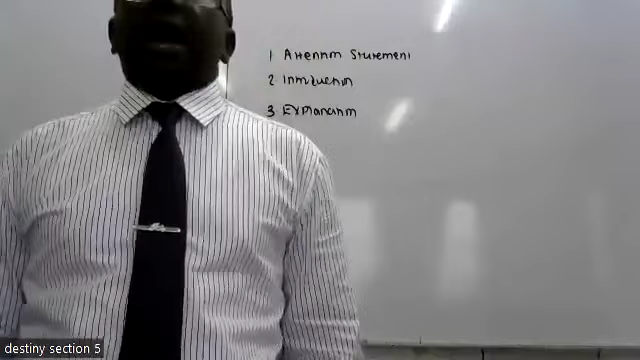 1 Attention Statement
2 Introduction
3 Explanation
destiny section 5